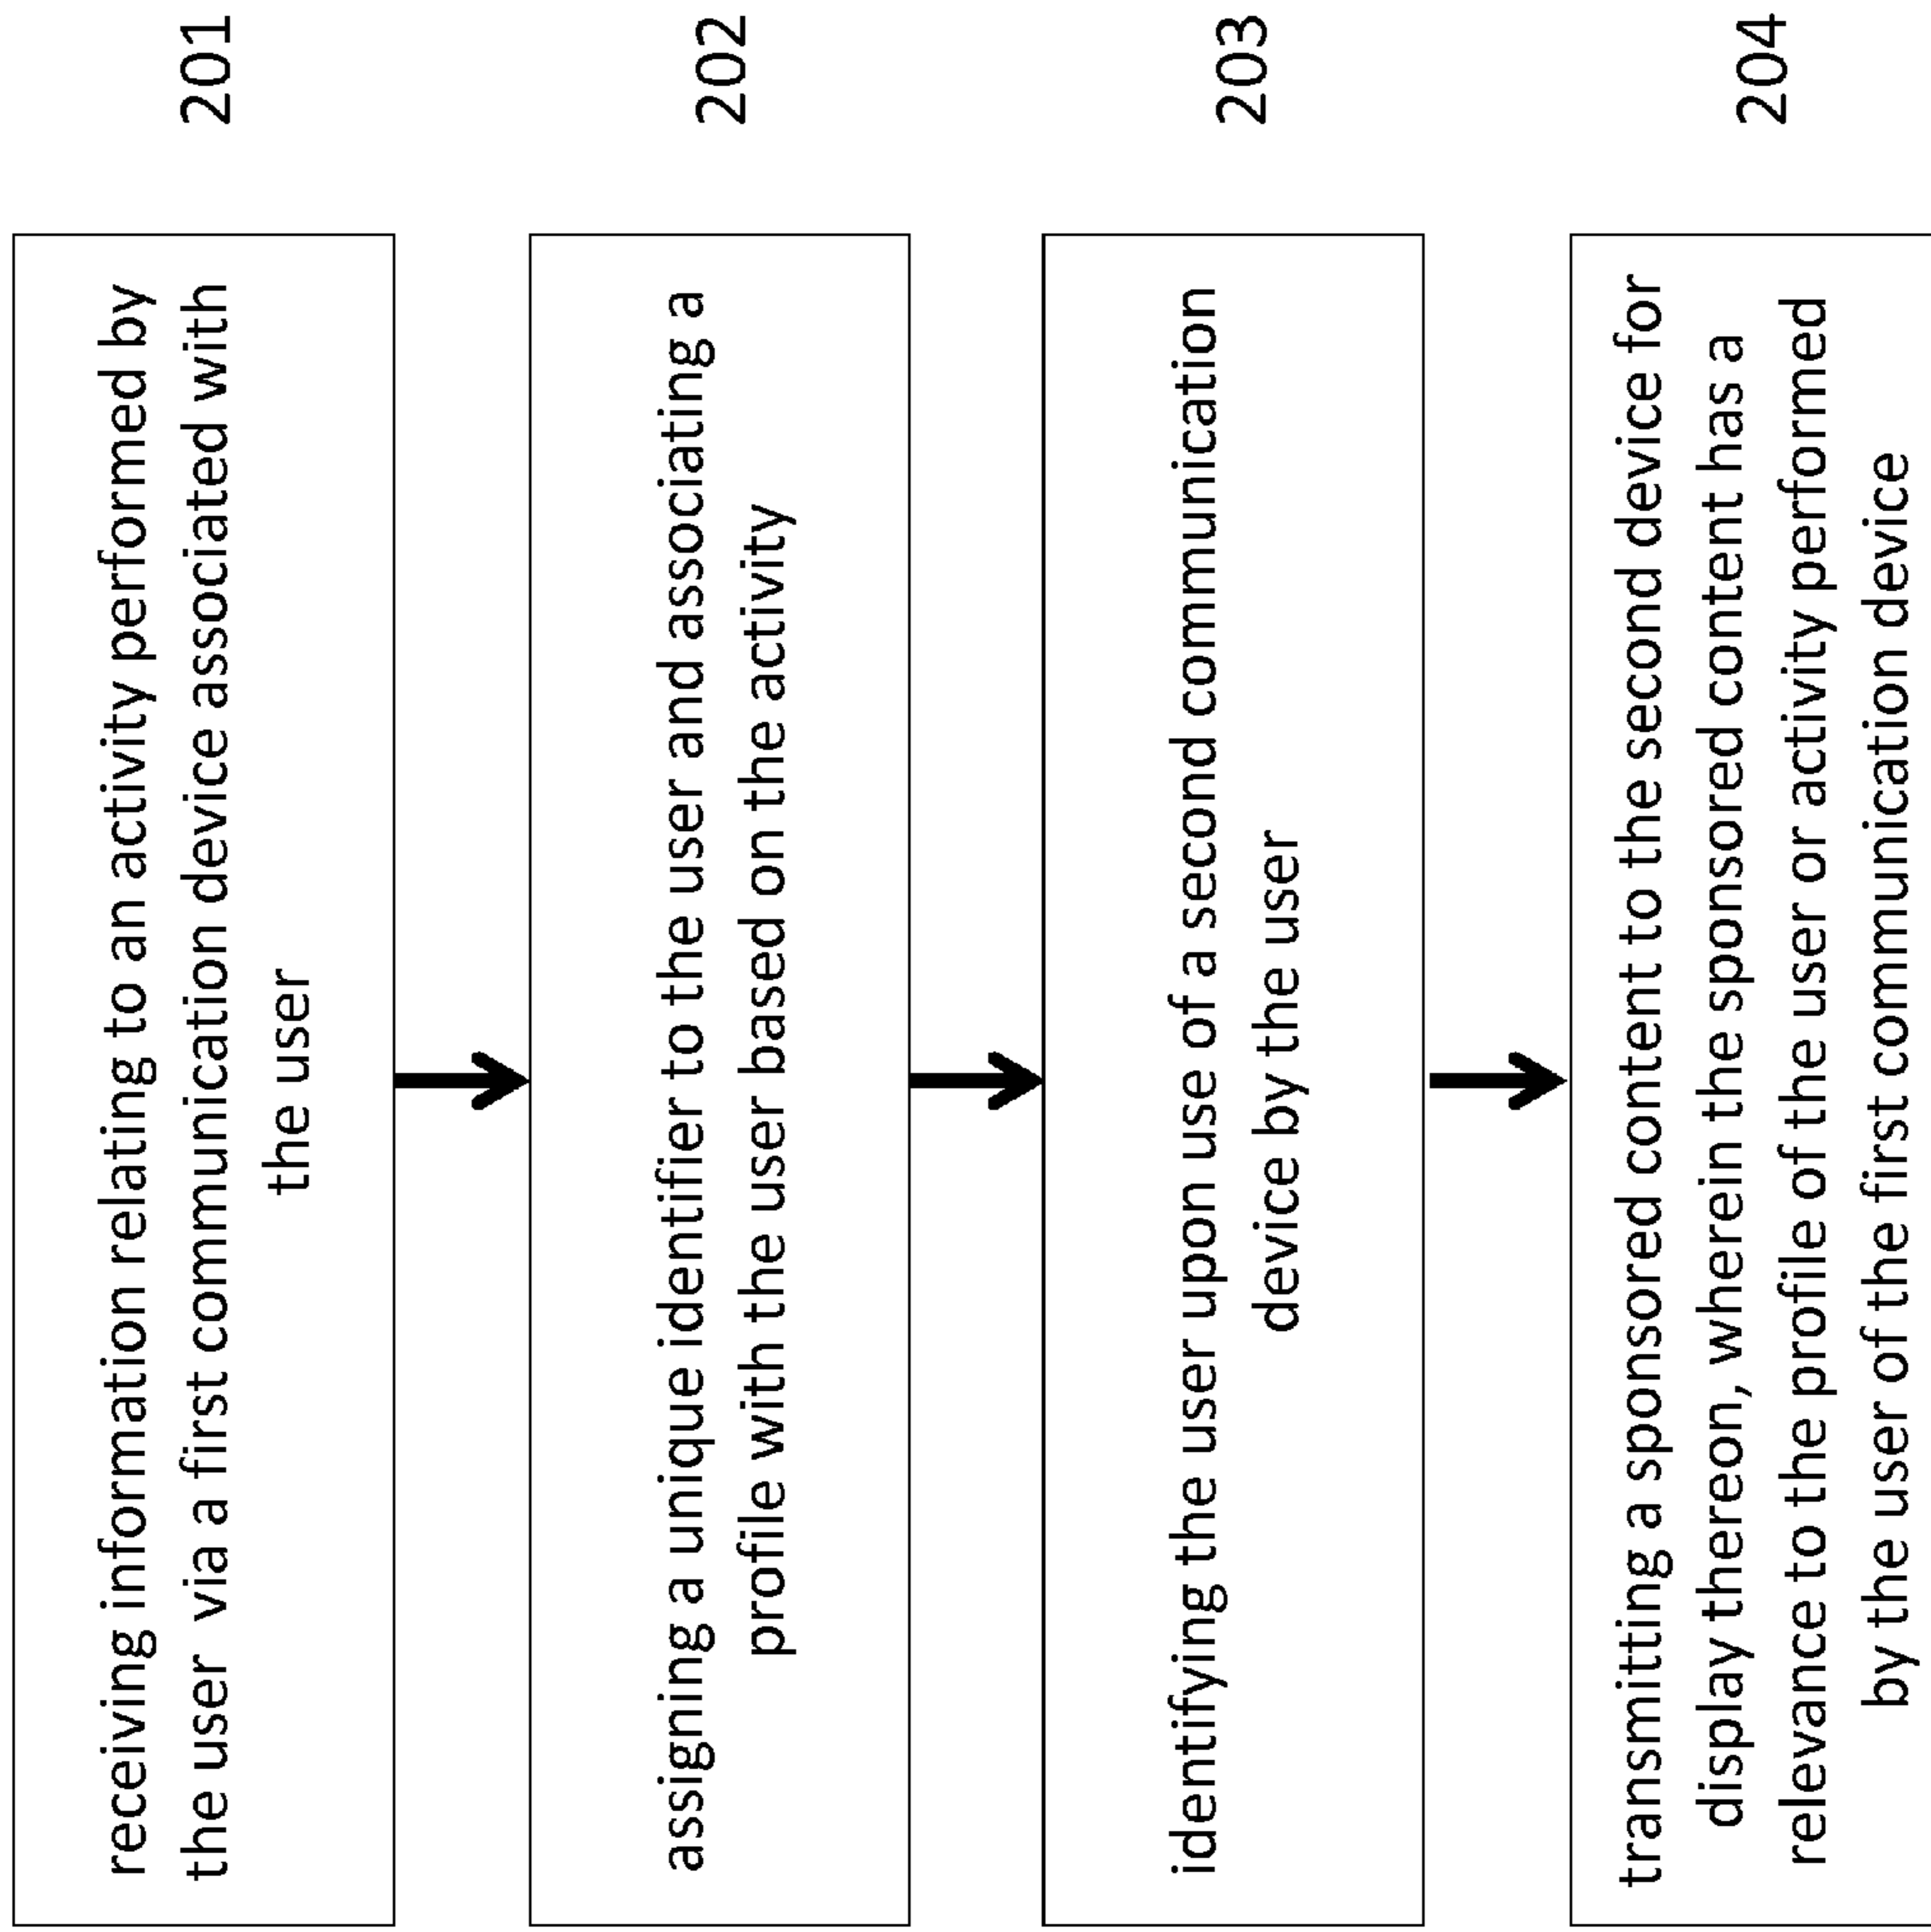 receiving information relating to an activity performed by
the user via a first communication device associated with
the user
201
assigning a unique identifier to the user and associating a
profile with the user based on the activity
202
identifying the user upon use of a second communication
device by the user
203
transmitting a sponsored content to the second device for
display thereon, wherein the sponsored content has a
relevance to the profile of the user or activity performed
by the user of the first communication device
204